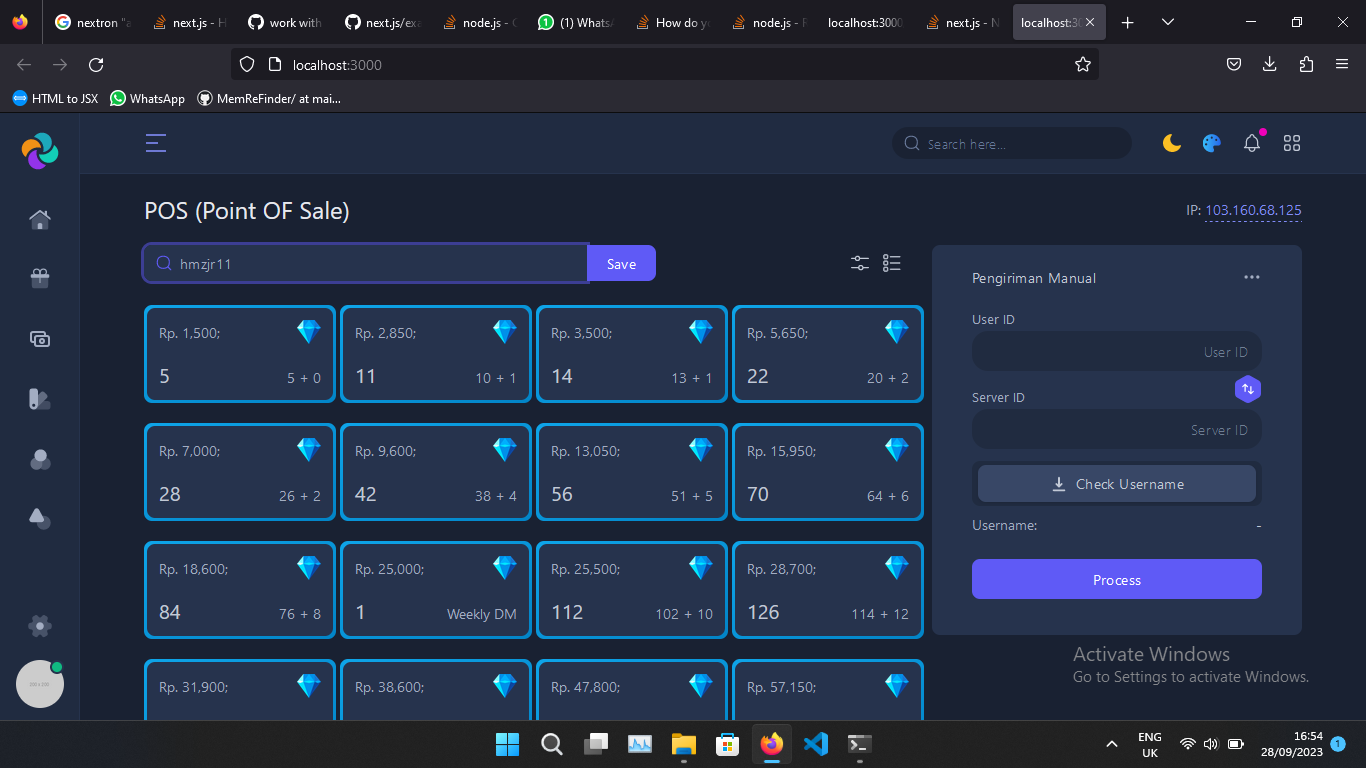 nextron "a
next.js - H
work with
next.js/exa
node.js - C
(1) WhatsA
How do yo
node.js - R
localhost:3000
next.js - N
localhost:30
localhost:3000
HTML to JSX
WhatsApp
MemReFinder/ at mai...
Search here...
POS (Point OF Sale)
IP: 103.160.68.125
hmzjr11
Save
Rp. 1,500;
5
5 + 0
Rp. 2,850;
11
10 + 1
Rp. 3,500;
14
13 + 1
Rp. 5,650;
22
20 + 2
Rp. 7,000;
28
26 + 2
Rp. 9,600;
42
38 + 4
Rp. 13,050;
56
51 + 5
Rp. 15,950;
70
64 + 6
Rp. 18,600;
84
76 + 8
Rp. 25,000;
1
Weekly DM
Rp. 25,500;
112
102 + 10
Rp. 28,700;
126
114 + 12
Rp. 31,900;
Rp. 38,600;
Rp. 47,800;
Rp. 57,150;
Pengiriman Manual
User ID
User ID
Server ID
Server ID
Check Username
Username:
-
Process
Activate Windows
Go to Settings to activate Windows.
ENG
UK
16:54
28/09/2023
1